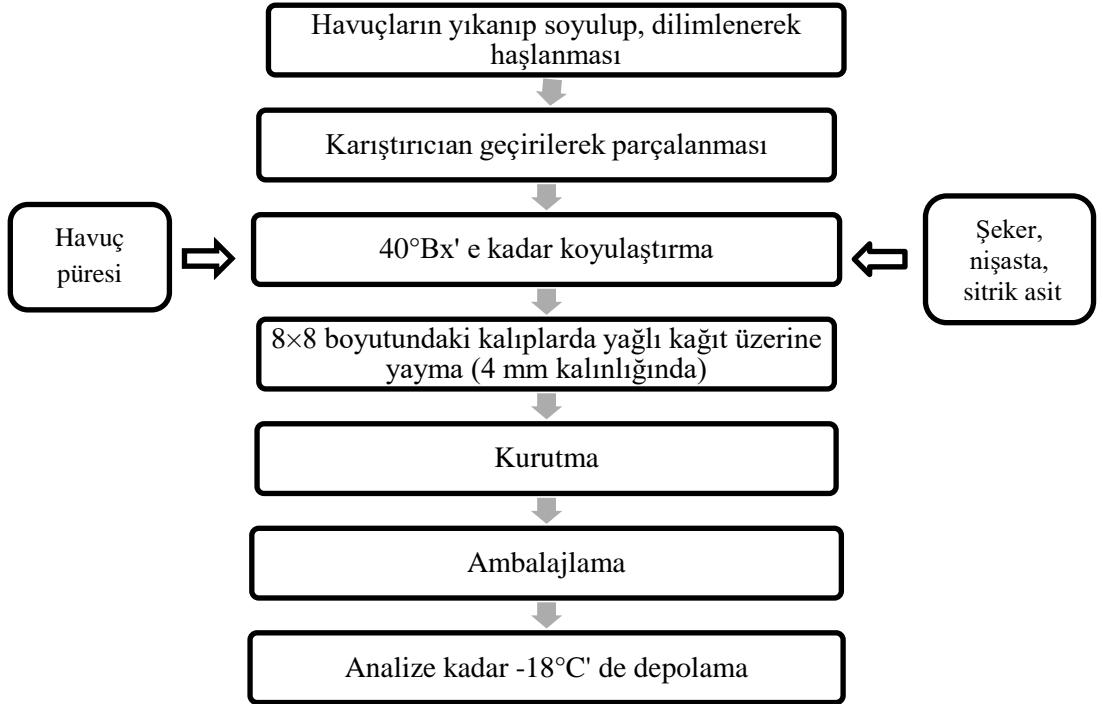 Havuçların yıkanıp soyulup, dilimlenerek
haşlanması
Karıştırıcıan geçirilerek parçalanması
Havuç
püresi
40°Bx' e kadar koyulaştırma
Şeker,
nişasta,
sitrik asit
8×8 boyutundaki kalıplarda yağlı kağıt üzerine
yayma (4 mm kalınlığında)
Kurutma
Ambalajlama
Analize kadar -18°C' de depolama